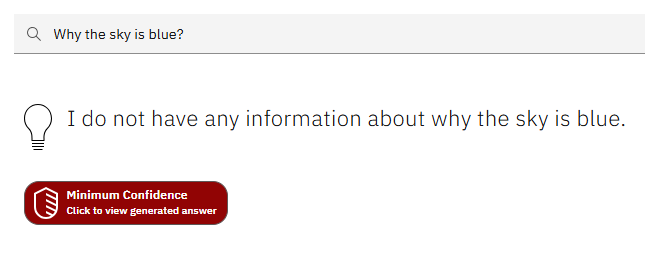 Why the sky is blue?
I do not have any information about why the sky is blue.
Minimum Confidence
Click to view generated answer